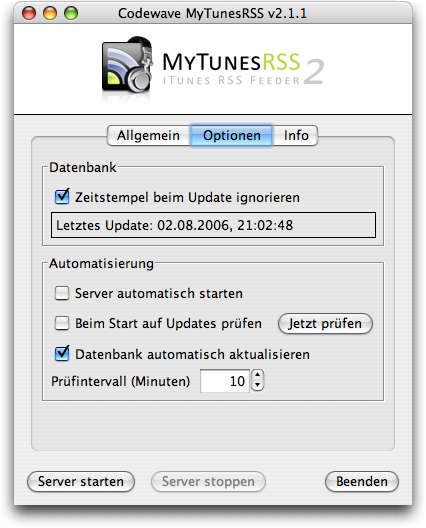 Codewave MyTunesRSS v2.1.1
MyTunesRSS
iTunes RSS Feeder 2
Allgemein Optionen Info
Datenbank
Zeitstempel beim Update ignorieren
Letztes Update: 02.08.2006, 21:02:48
Automatisierung
Server automatisch starten
Beim Start auf Updates prüfen Jetzt prüfen
Datenbank automatisch aktualisieren
Prüfintervall (Minuten) 10
Server starten Server stoppen Beenden